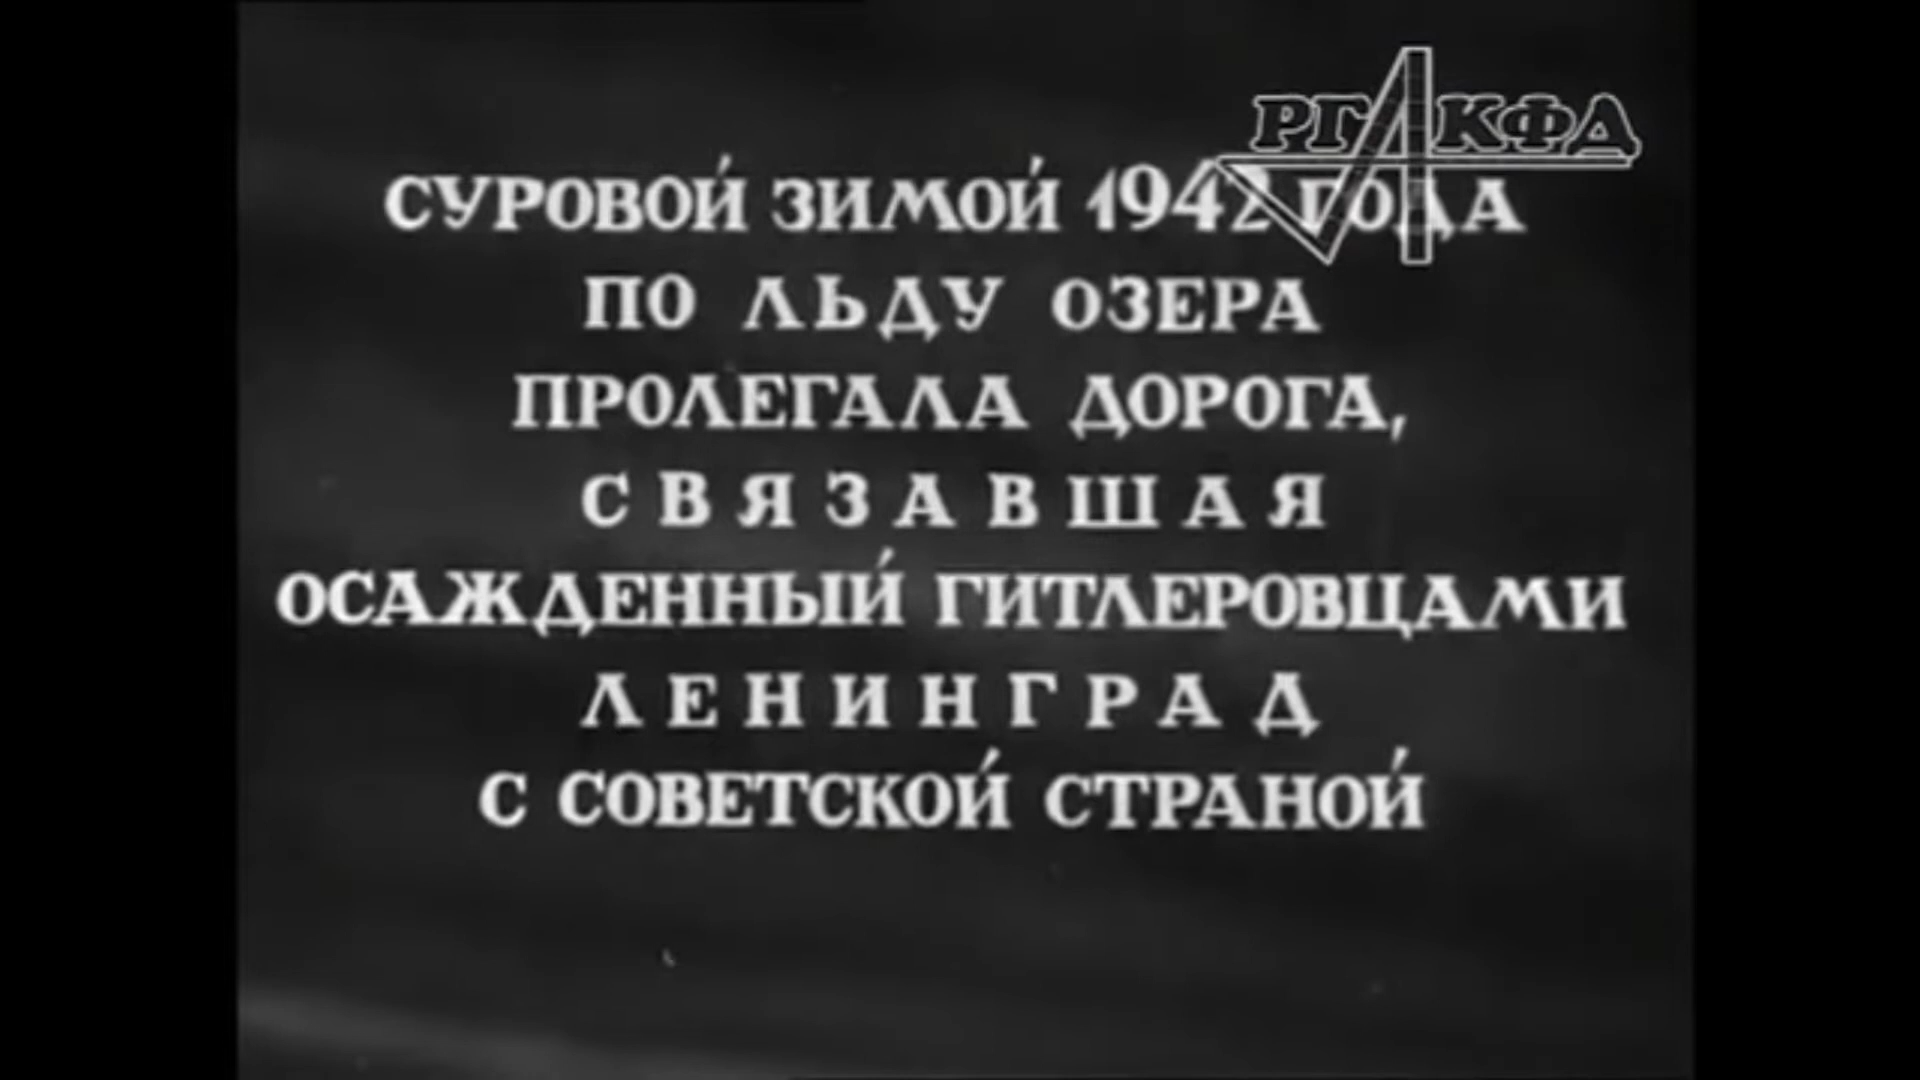 РГАКФД
СУРОВОЙ ЗИМОЙ 1942 ГОДА
ПО ЛЬДУ ОЗЕРА
ПРОЛЕГАЛА ДОРОГА,
СВЯЗАВШАЯ
ОСАЖДЕННЫЙ ГИТЛЕРОВЦАМИ
ЛЕНИНГРАД
С СОВЕТСКОЙ СТРАНОЙ